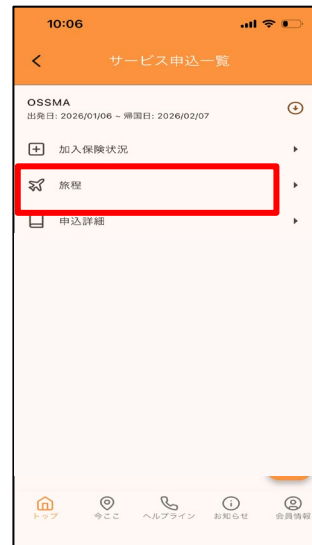 10:06
サービス申込一覧
OSSMA
出発日: 2026/01/06 ~ 帰国日: 2026/02/07
加入保険状況
旅程
申込詳細
トップ 今ここ ヘルプライン お知らせ 会員情報